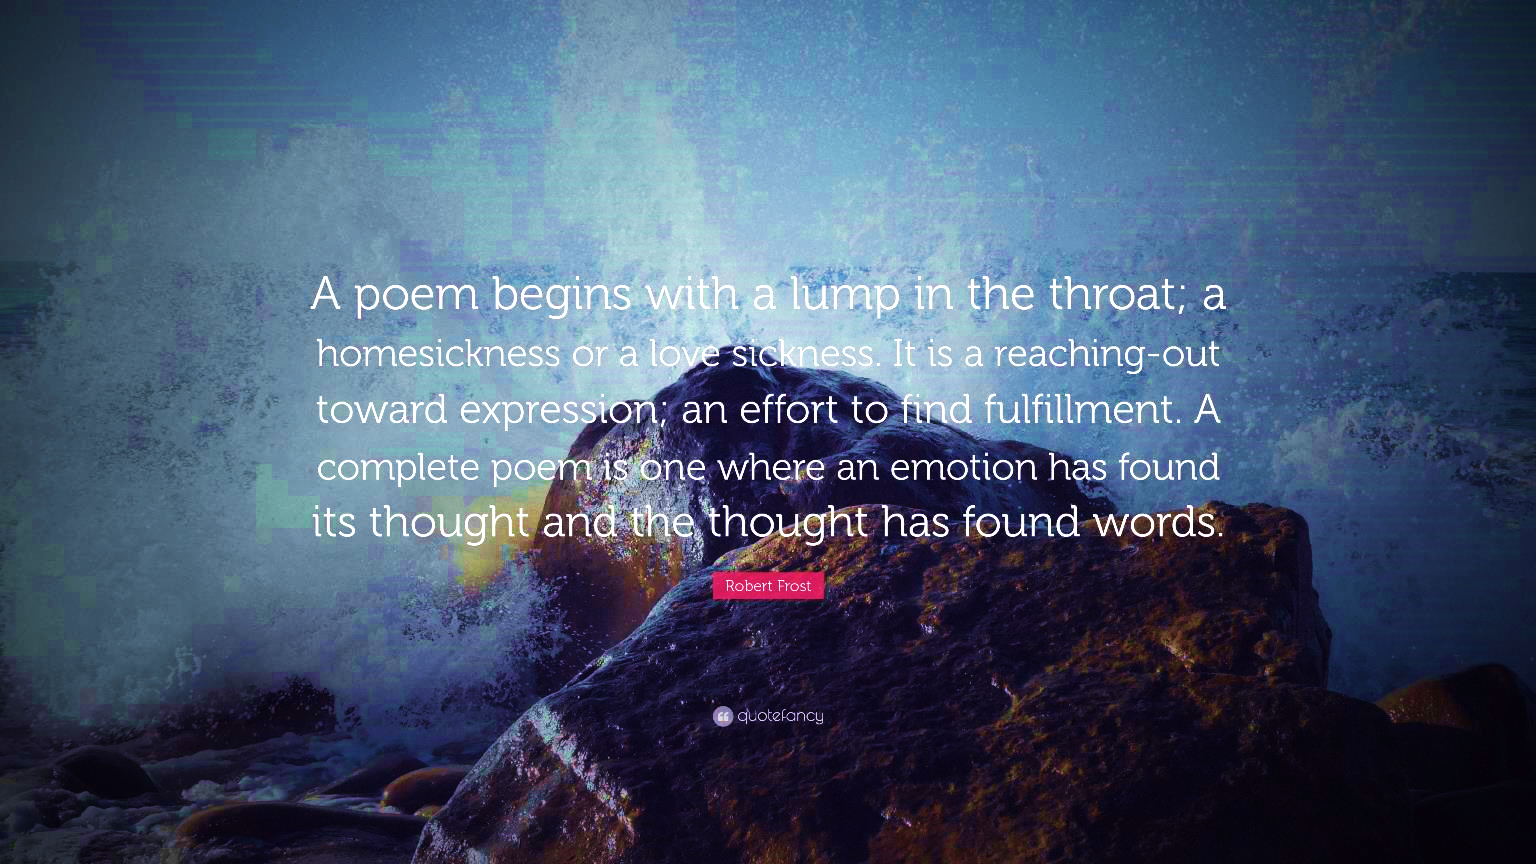 A poem begins with a lump in the throat; a
homesickness or a love sickness. It is a reaching-out
toward expression; an effort to find fulfillment. A
complete poem is one where an emotion has found
its thought and the thought has found words.
Robert Frost
quotefancy